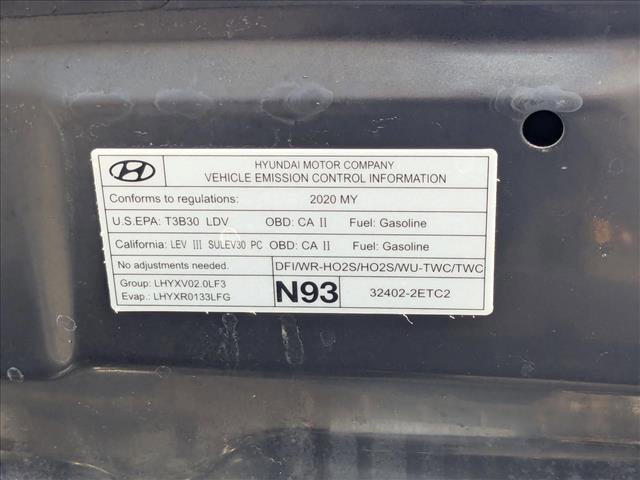 HYUNDAI MOTOR COMPANY
VEHICLE EMISSION CONTROL INFORMATION
Conforms to regulations: 2020 MY
U.S.EPA: T3B30 LDV OBD: CA II Fuel: Gasoline
California: LEV III SULEV30 PC OBD: CA II Fuel: Gasoline
No adjustments needed. DFI/WR-HO2S/HO2S/WU-TWC/TWC
Group: LHYXV02.0LF3
Evap.: LHYXR0133LFG
N93
32402-2ETC2